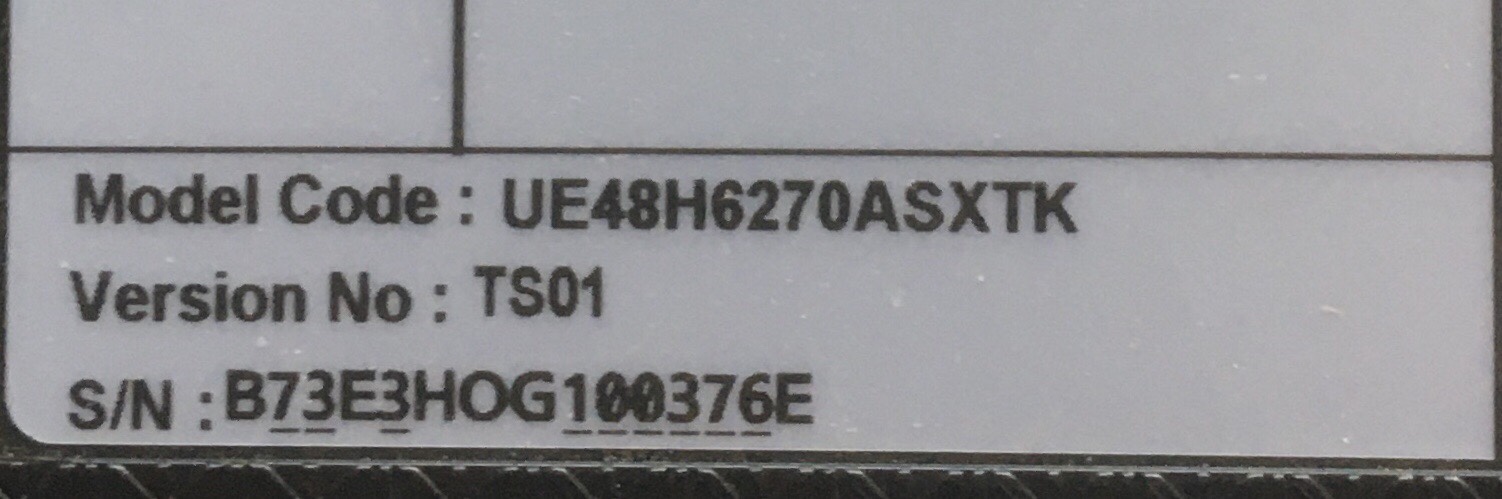 Model Code : UE48H6270ASXTK
Version No : TS01
S/N : B73E3HOG100376E